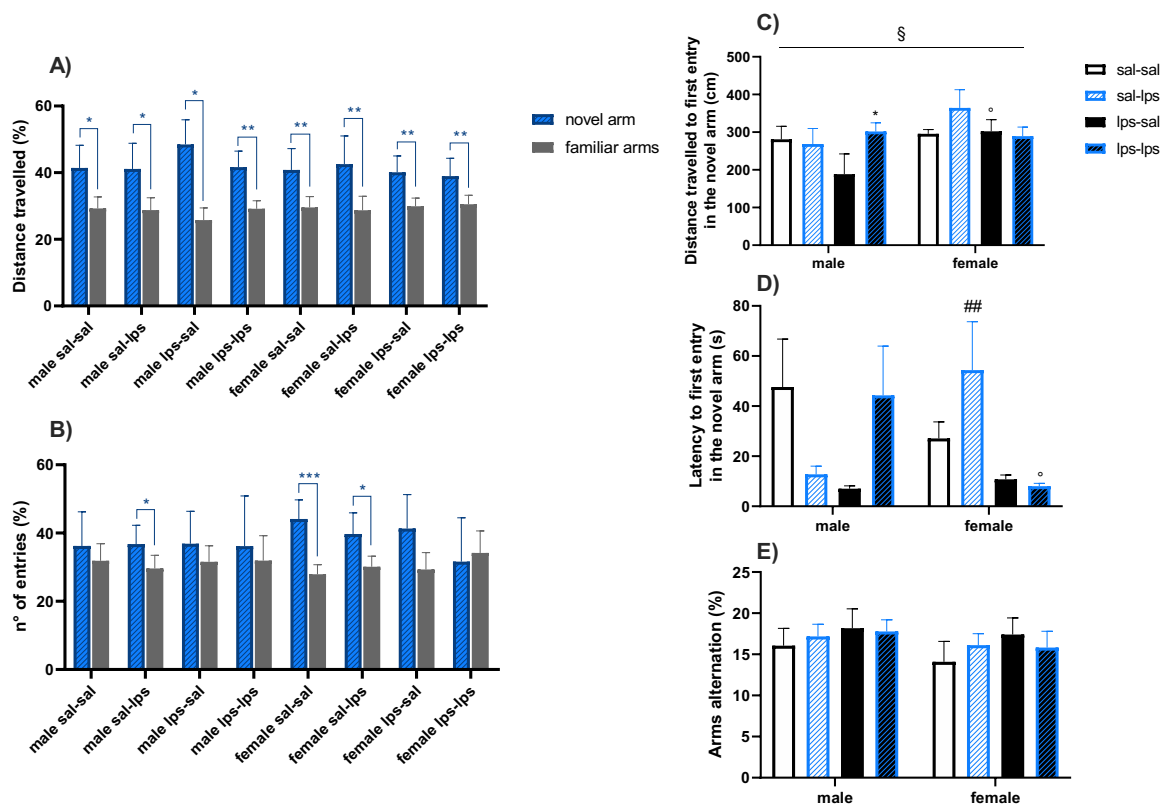 A)
Distance travelled (%)
60
40
20
0
*
*
*
**
**
**
**
**
male sal-sal
male sal-lps
male lps-sal
male lps-lps
female sal-sal
female sal-lps
female lps-sal
female lps-lps
novel arm
familiar arms
B)
n° of entries (%)
60
40
20
0
*
***
*
male sal-sal
male sal-lps
male lps-sal
male lps-lps
female sal-sal
female sal-lps
female lps-sal
female lps-lps
C)
§
Distance travelled to first entry
in the novel arm (cm)
500
400
300
200
100
0
*
°
male
female
sal-sal
sal-lps
lps-sal
lps-lps
D)
Latency to first entry
in the novel arm (s)
80
60
40
20
0
##
°
male
female
E)
Arms alternation (%)
25
20
15
10
5
0
male
female